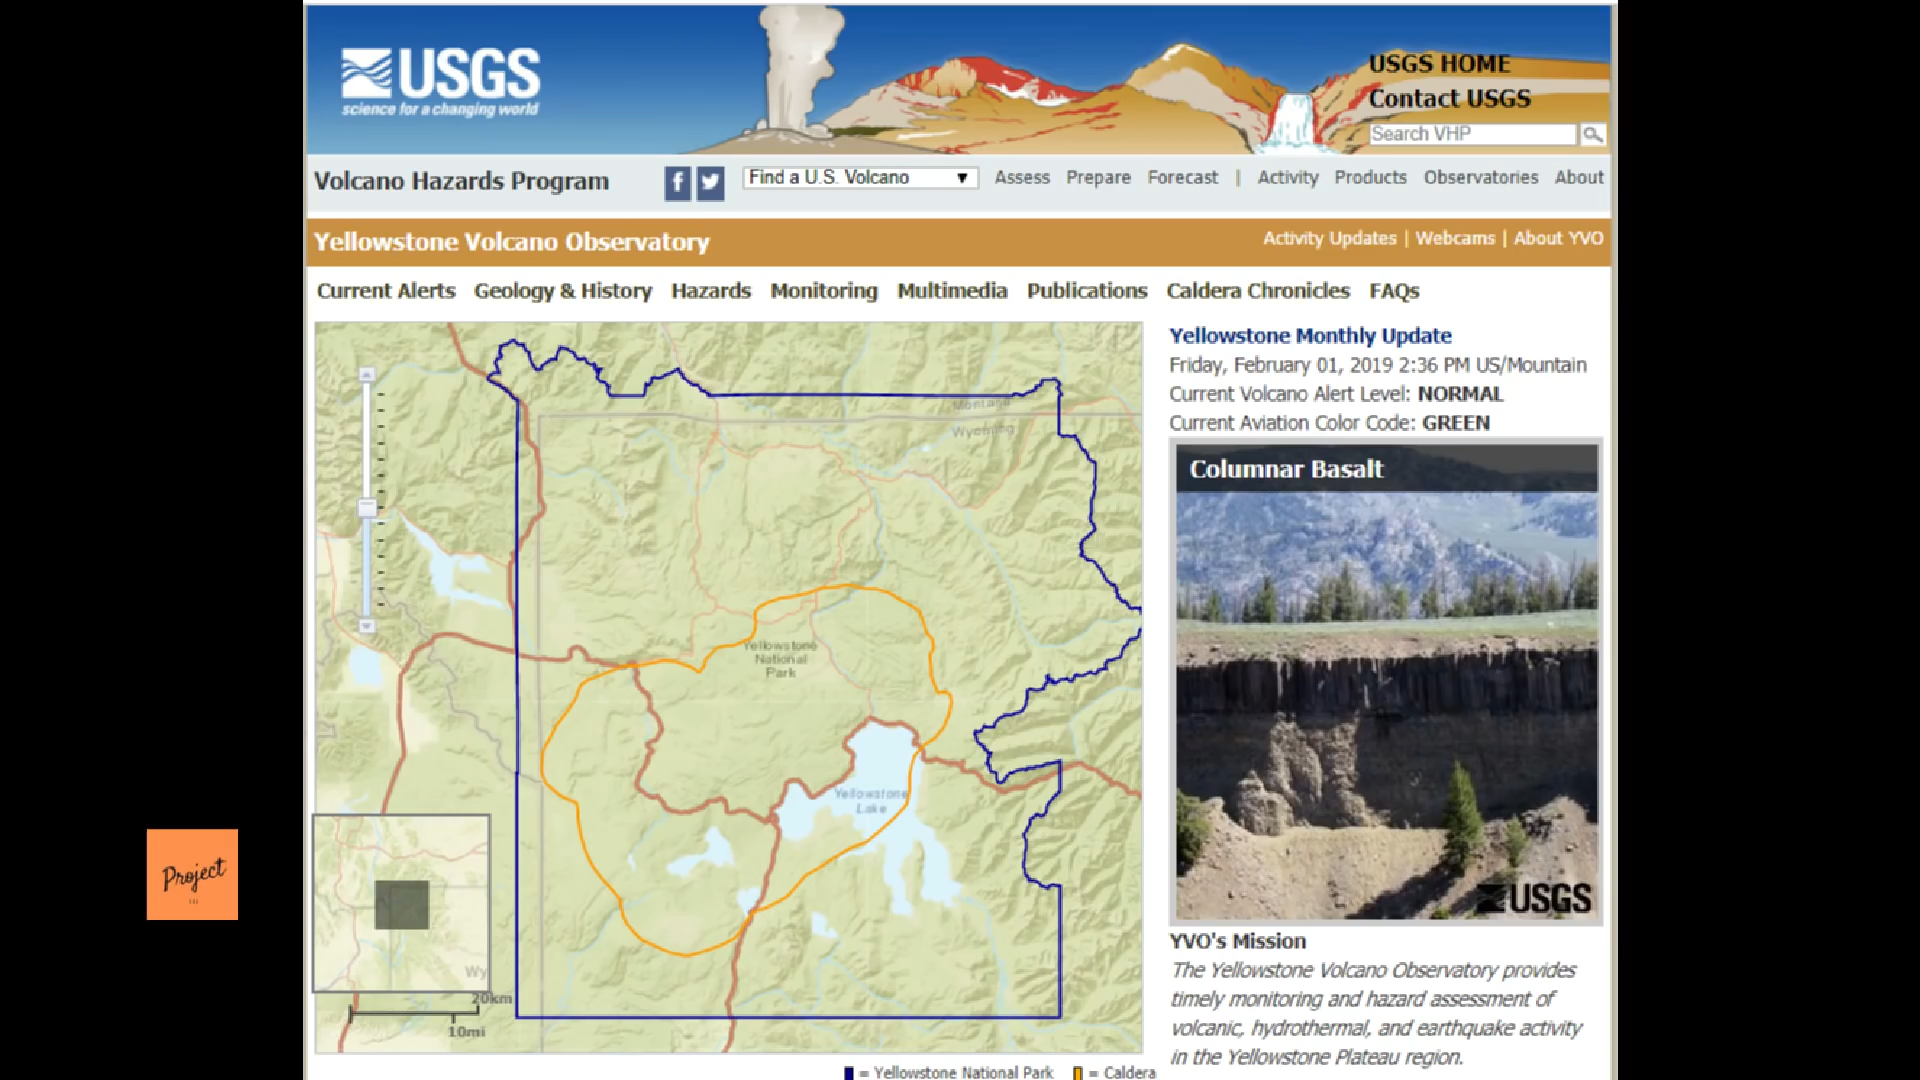 USGS
science for a changing world
USGS HOME
Contact USGS
Search VHP
Volcano Hazards Program
f
Find a U.S. Volcano
Assess Prepare Forecast | Activity Products Observatories About
Yellowstone Volcano Observatory
Activity Updates | Webcams | About YVO
Current Alerts Geology & History Hazards Monitoring Multimedia Publications Caldera Chronicles FAQs
Montana
Wyoming
Yellowstone
National
Park
Yellowstone
Lake
Wy
20km
10mi
= Yellowstone National Park = Caldera
Yellowstone Monthly Update
Friday, February 01, 2019 2:36 PM US/Mountain
Current Volcano Alert Level: NORMAL
Current Aviation Color Code: GREEN
Columnar Basalt
USGS
YVO's Mission
The Yellowstone Volcano Observatory provides
timely monitoring and hazard assessment of
volcanic, hydrothermal, and earthquake activity
in the Yellowstone Plateau region.
Project